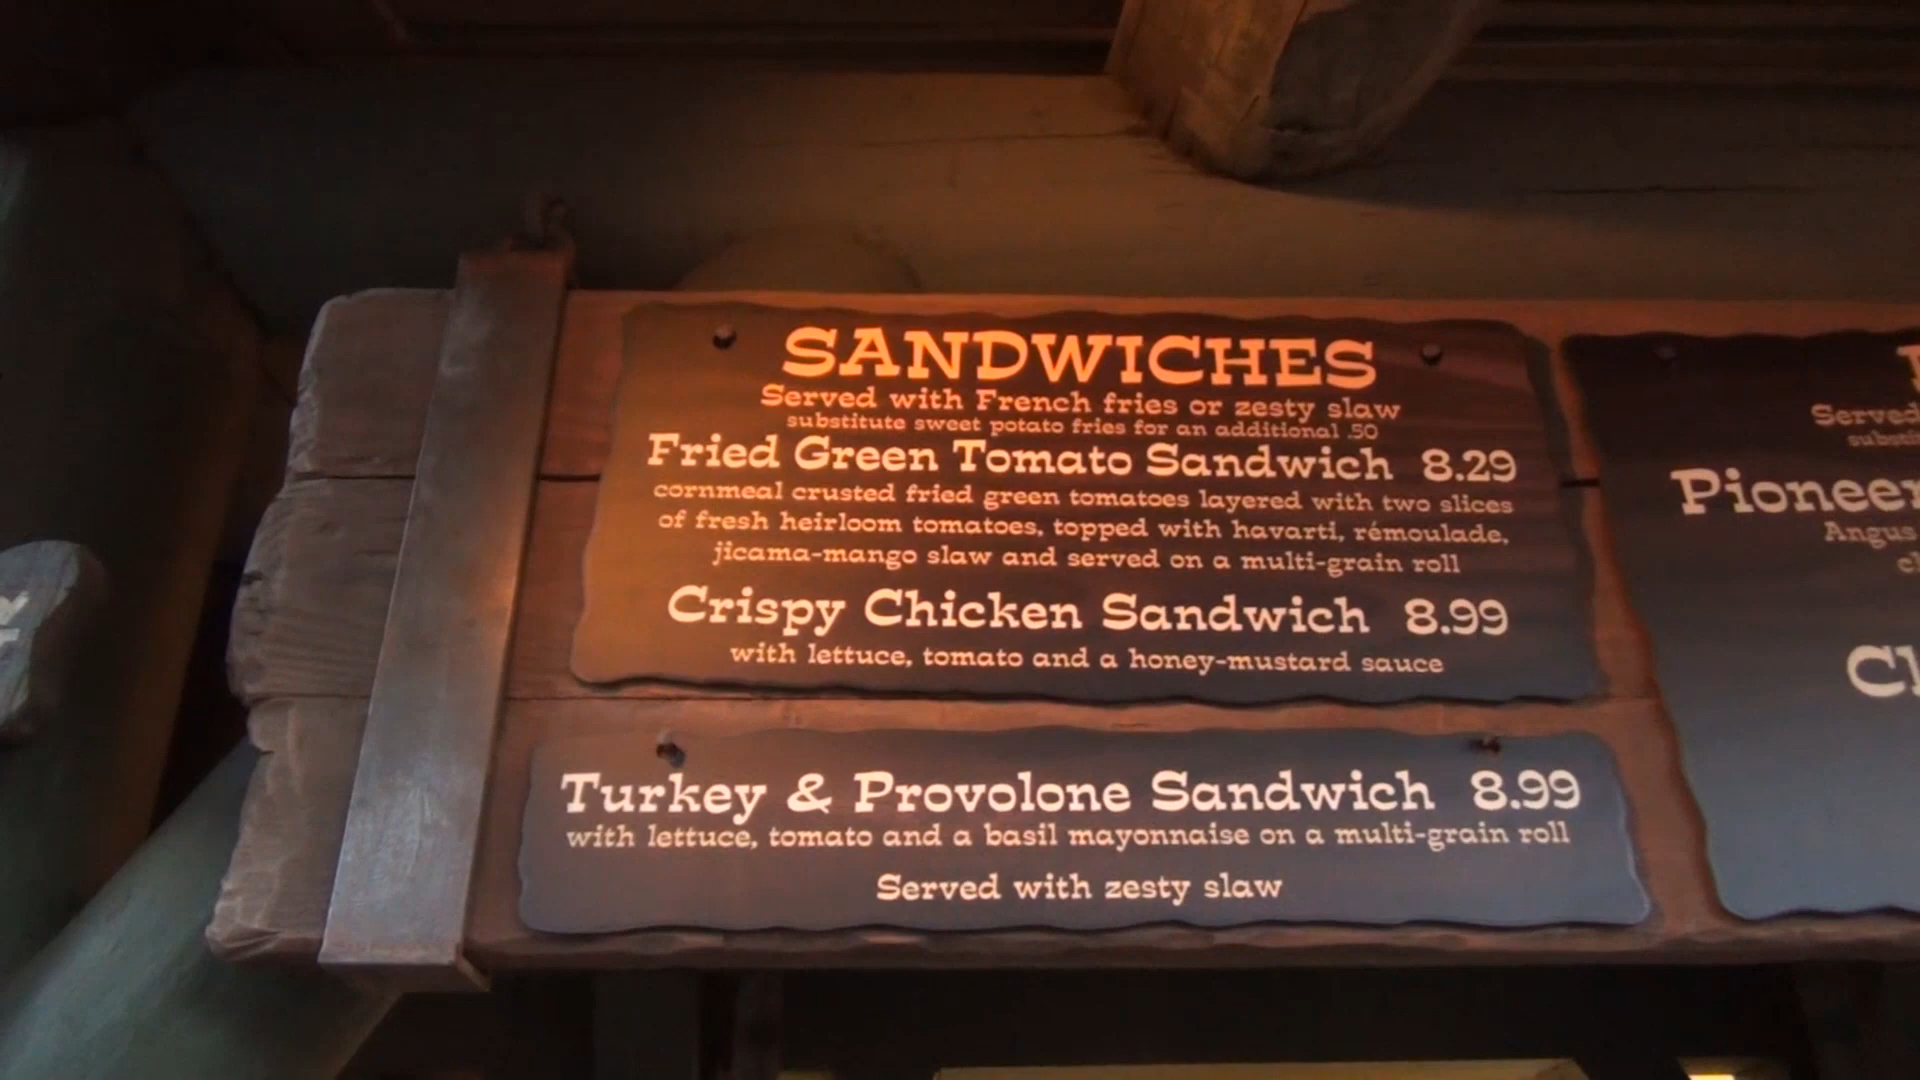 SANDWICHES
Served with French fries or zesty slaw
substitute sweet potato fries for an additional .50
Fried Green Tomato Sandwich 8.29
cornmeal crusted fried green tomatoes layered with two slices
of fresh heirloom tomatoes, topped with havarti, rémoulade,
jicama-mango slaw and served on a multi-grain roll
Crispy Chicken Sandwich 8.99
with lettuce, tomato and a honey-mustard sauce
Turkey & Provolone Sandwich 8.99
with lettuce, tomato and a basil mayonnaise on a multi-grain roll
Served with zesty slaw
Served
Pioneer
Angus